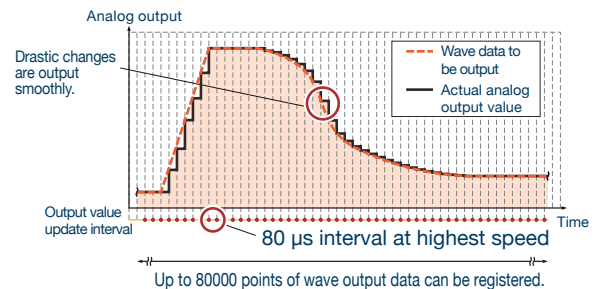 Analog output
Drastic changes
are output
smoothly.
Wave data to
be output
Actual analog
output value
Output value
update interval
Time
80 µs interval at highest speed
Up to 80000 points of wave output data can be registered.